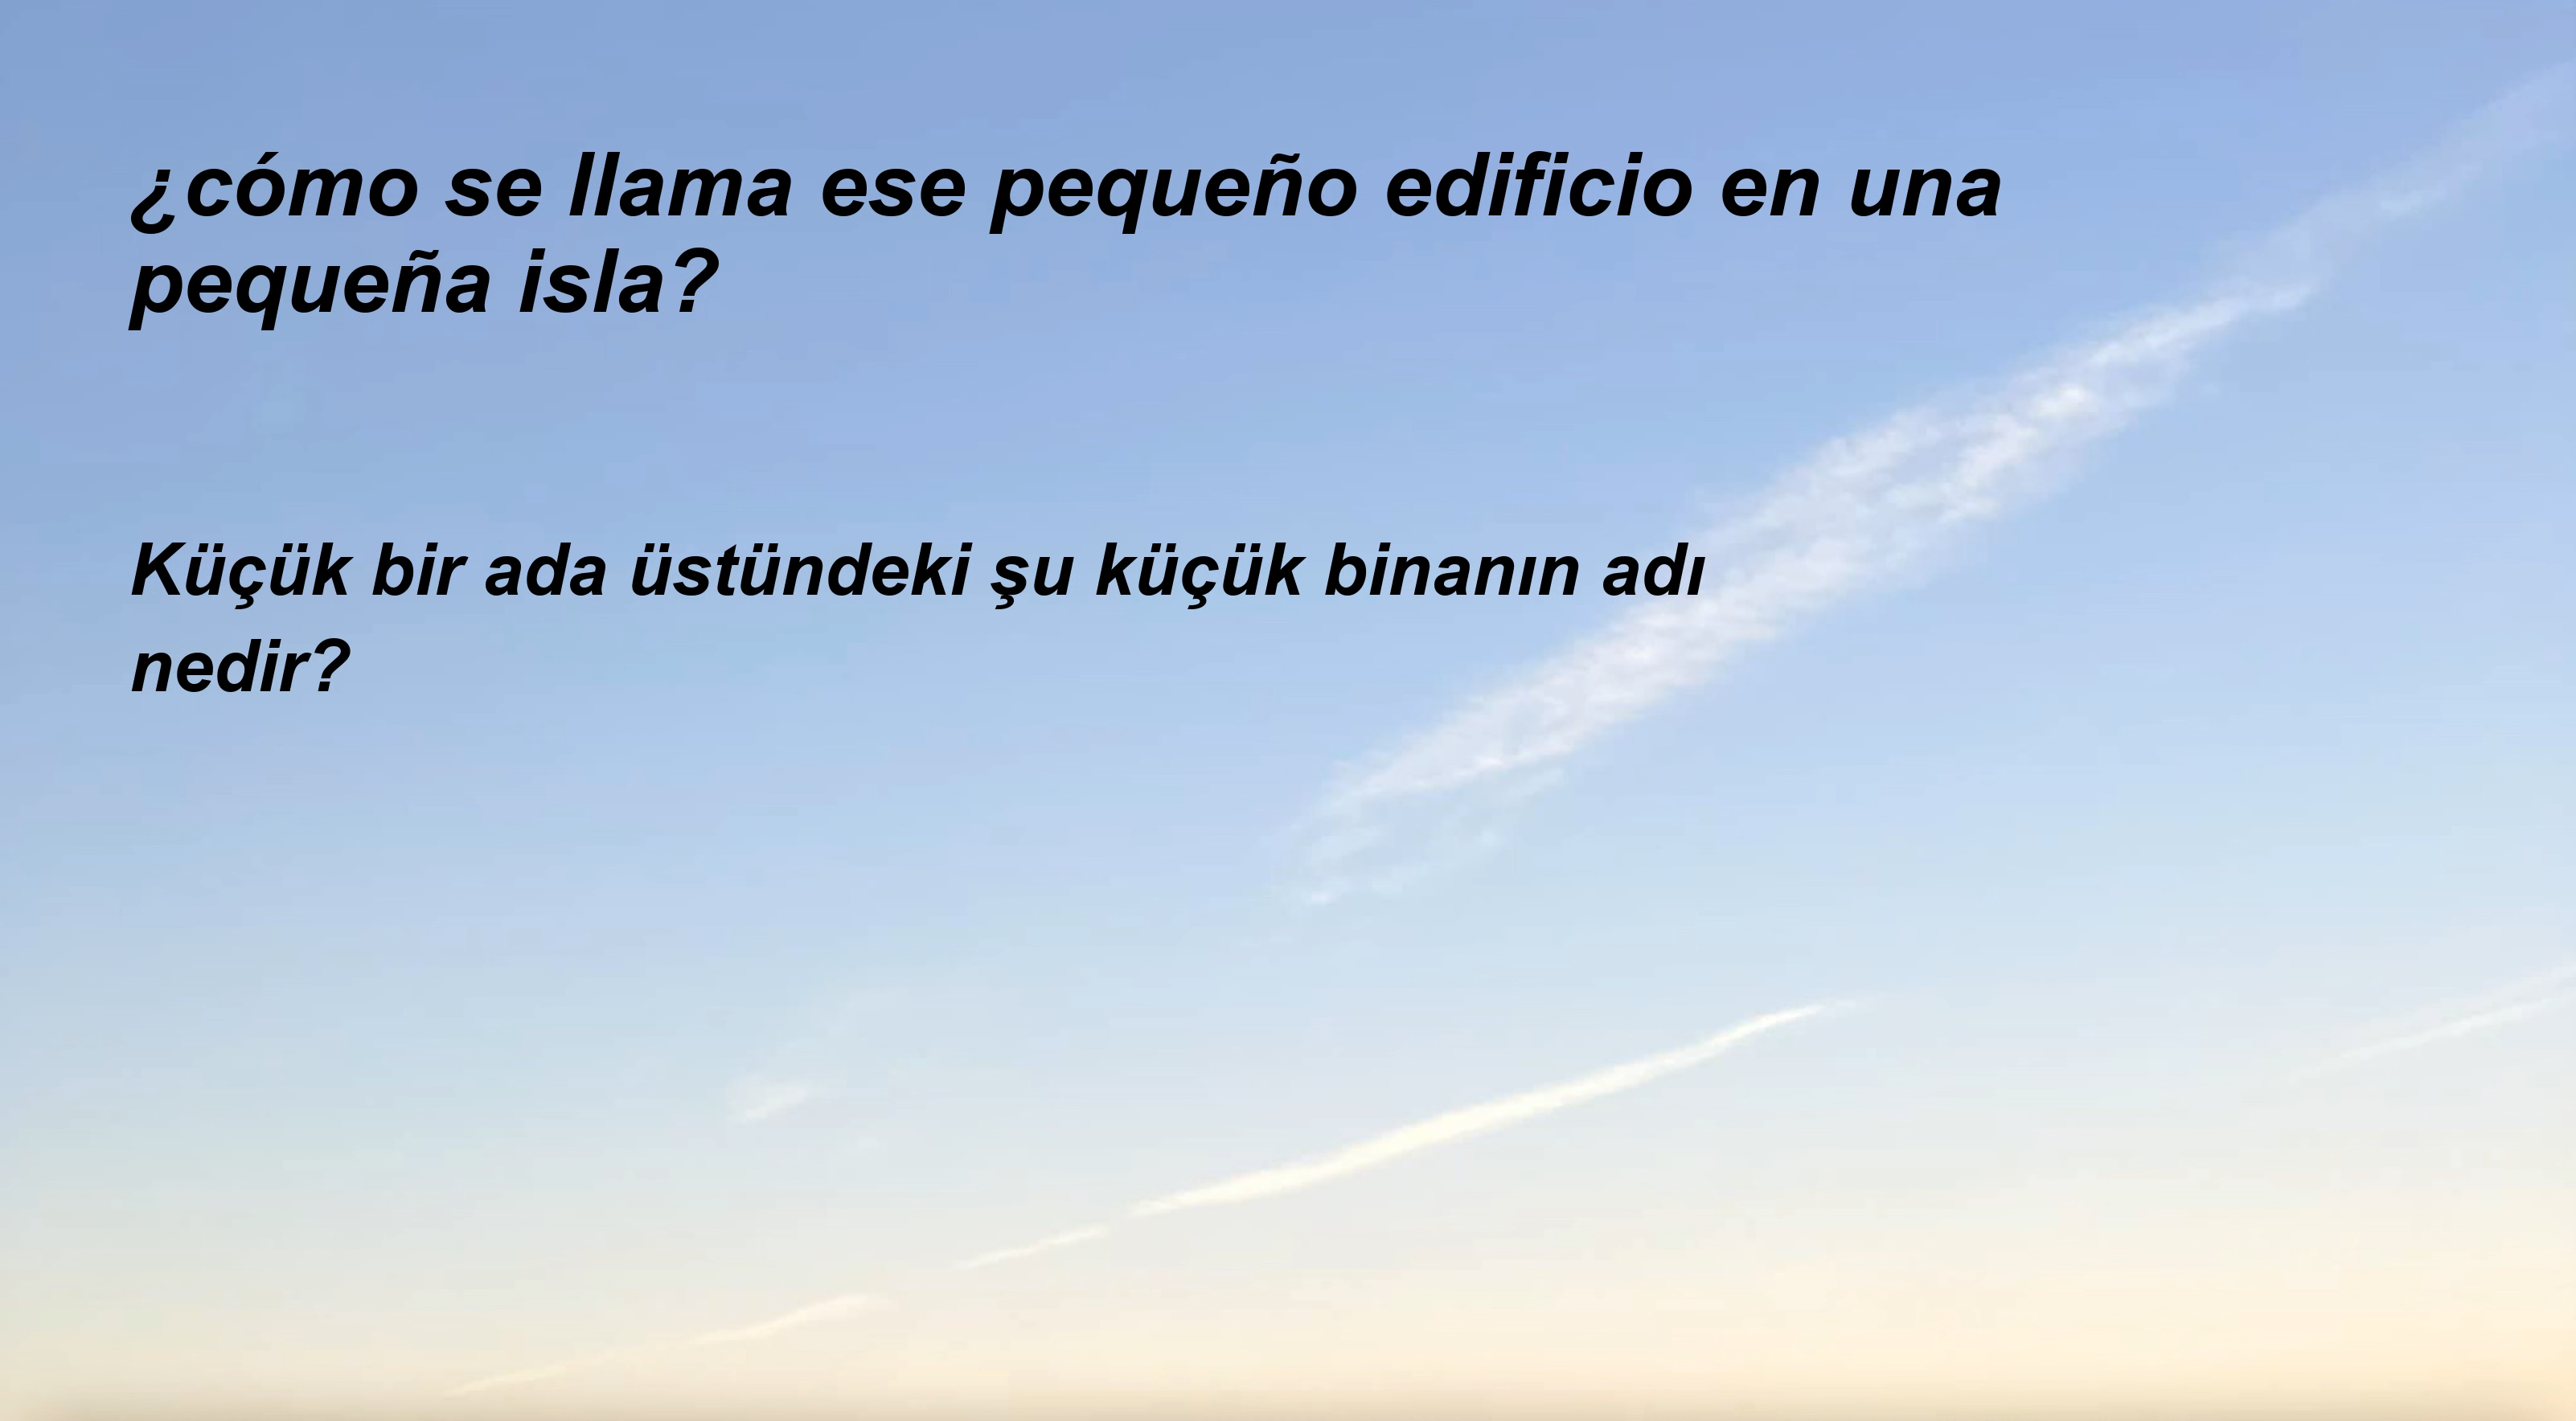 ¿cómo se llama ese pequeño edificio en una
pequeña isla?
Küçük bir ada üstündeki şu küçük binanın adı
nedir?